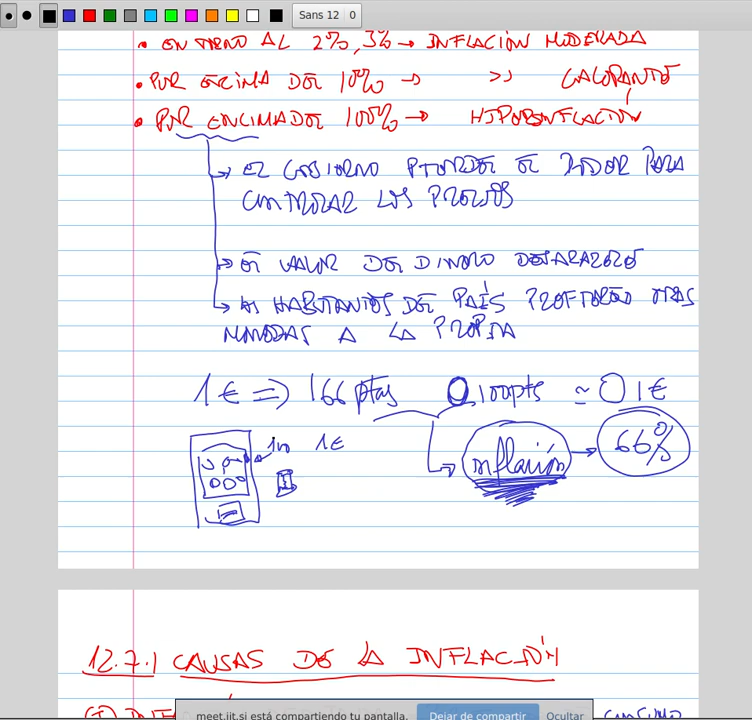 Sans 12 0
• EN TORNO AL 2%, 3% → INFLACIÓN MODERADA
• POR ENCIMA DEL 10% → >> GALOPANTE
• POR ENCIMA DE 100% → HIPERINFLACIÓN
→ EL GOBIERNO PIERDE EL PODER PARA
CONTROLAR LOS PRECIOS
→ EL VALOR DEL DINERO DESAPARECE
→ LOS HABITANTES DEL PAÍS PREFIEREN OTRAS
MONEDAS A LA PROPIA
1€ ⇒ 166 ptas 100pts ≃ 1€
1€
inflación → 66%
12.7.1 CAUSAS DE LA INFLACIÓN
CONSUMO
meet.jit.si está compartiendo tu pantalla. Dejar de compartir Ocultar